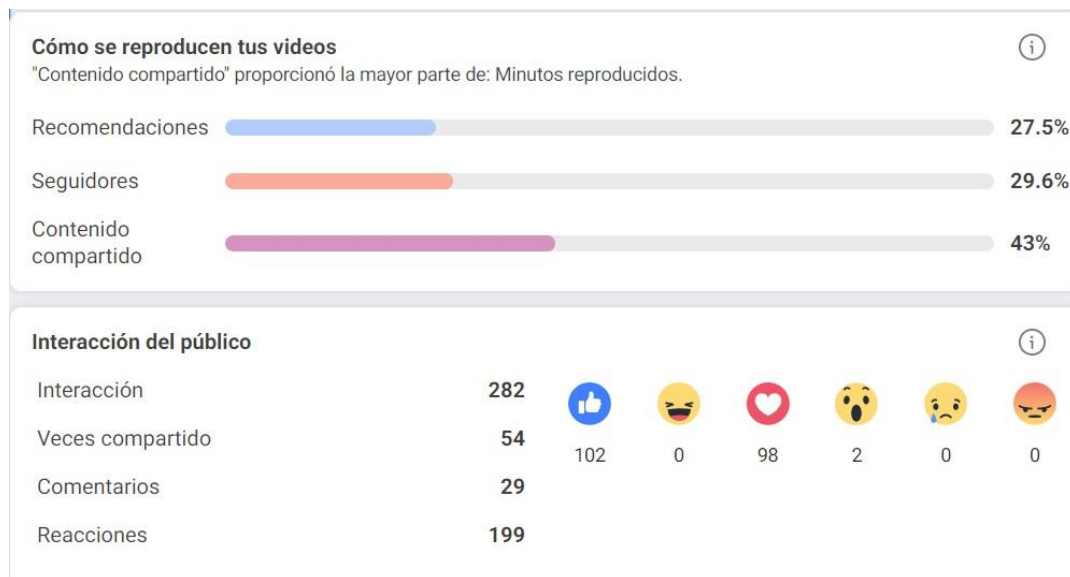 Cómo se reproducen tus videos
"Contenido compartido" proporcionó la mayor parte de: Minutos reproducidos.
Recomendaciones 27.5%
Seguidores 29.6%
Contenido
compartido 43%
Interacción del público
Interacción 282
Veces compartido 54
102 0 98 2 0 0
Comentarios 29
Reacciones 199